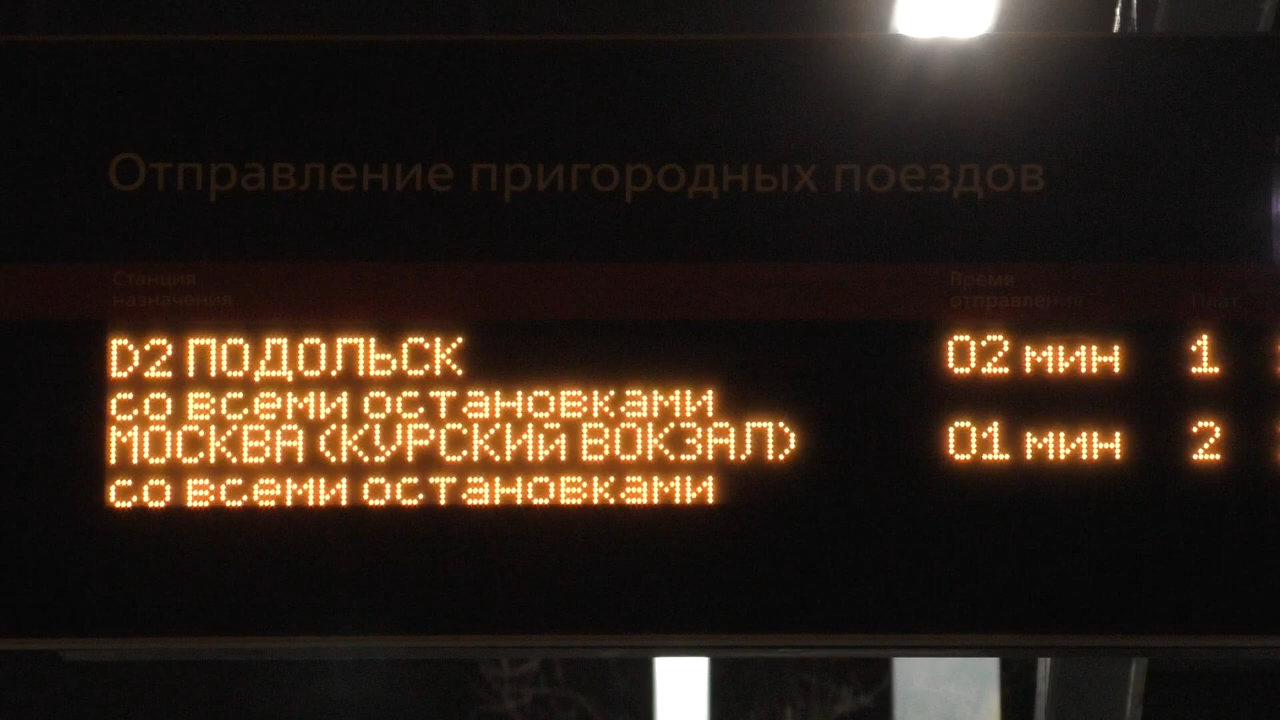 Отправление пригородных поездов
Станция
назначения
Время
отправления
Плат
D2 ПОДОЛЬСК 02 мин 1
со всеми остановками
МОСКВА (КУРСКИЙ ВОКЗАЛ) 01 мин 2
со всеми остановками